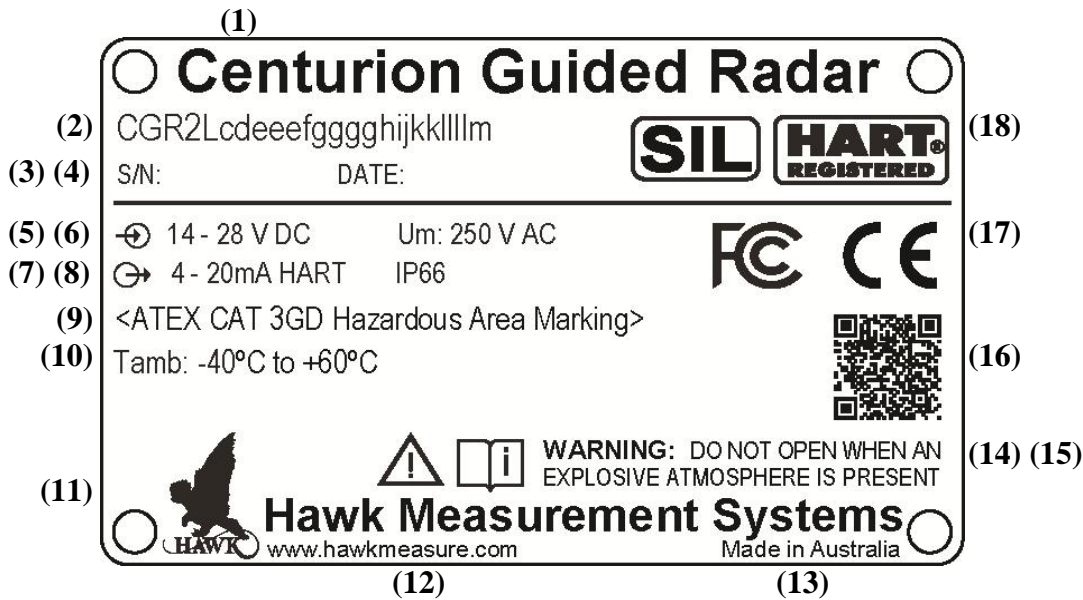 (1)
Centurion Guided Radar
(2) CGR2Lcdeeefgggghijkkllllm SIL HART® REGISTERED (18)
(3) (4) S/N: DATE:
(5) (6) 14 - 28 V DC Um: 250 V AC FC CE (17)
(7) (8) 4 - 20mA HART IP66
(9) <ATEX CAT 3GD Hazardous Area Marking>
(10) Tamb: -40ºC to +60ºC (16)
! i WARNING: DO NOT OPEN WHEN AN (14) (15)
EXPLOSIVE ATMOSPHERE IS PRESENT
(11) Hawk Measurement Systems
HAWK www.hawkmeasure.com Made in Australia
(12) (13)